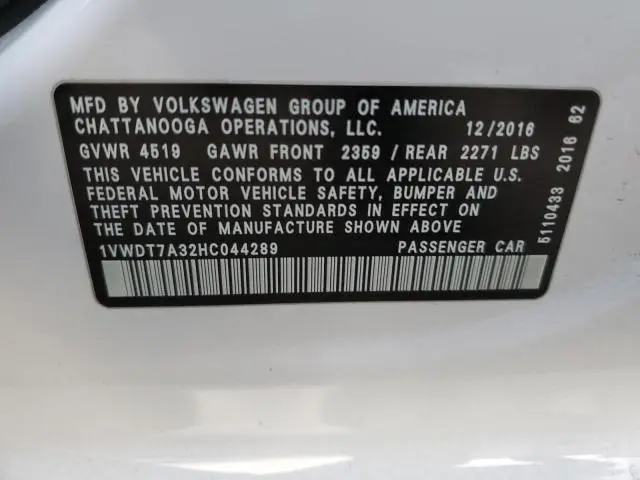 MFD BY VOLKSWAGEN GROUP OF AMERICA
CHATTANOOGA OPERATIONS, LLC. 12/2016
GVWR 4519 GAWR FRONT 2359 / REAR 2271 LBS
THIS VEHICLE CONFORMS TO ALL APPLICABLE U.S.
FEDERAL MOTOR VEHICLE SAFETY, BUMPER AND
THEFT PREVENTION STANDARDS IN EFFECT ON
THE DATE OF MANUFACTURE SHOWN ABOVE
1VWDT7A32HC044289 PASSENGER CAR
5110433 2016 62